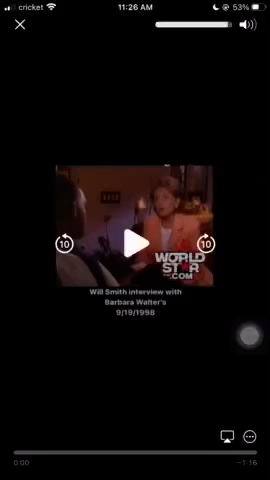 cricket
11:26 AM
53%
10
10
WORLD
STAR
.COM
Will Smith interview with
Barbara Walter's
9/19/1998
0:00
-1:16